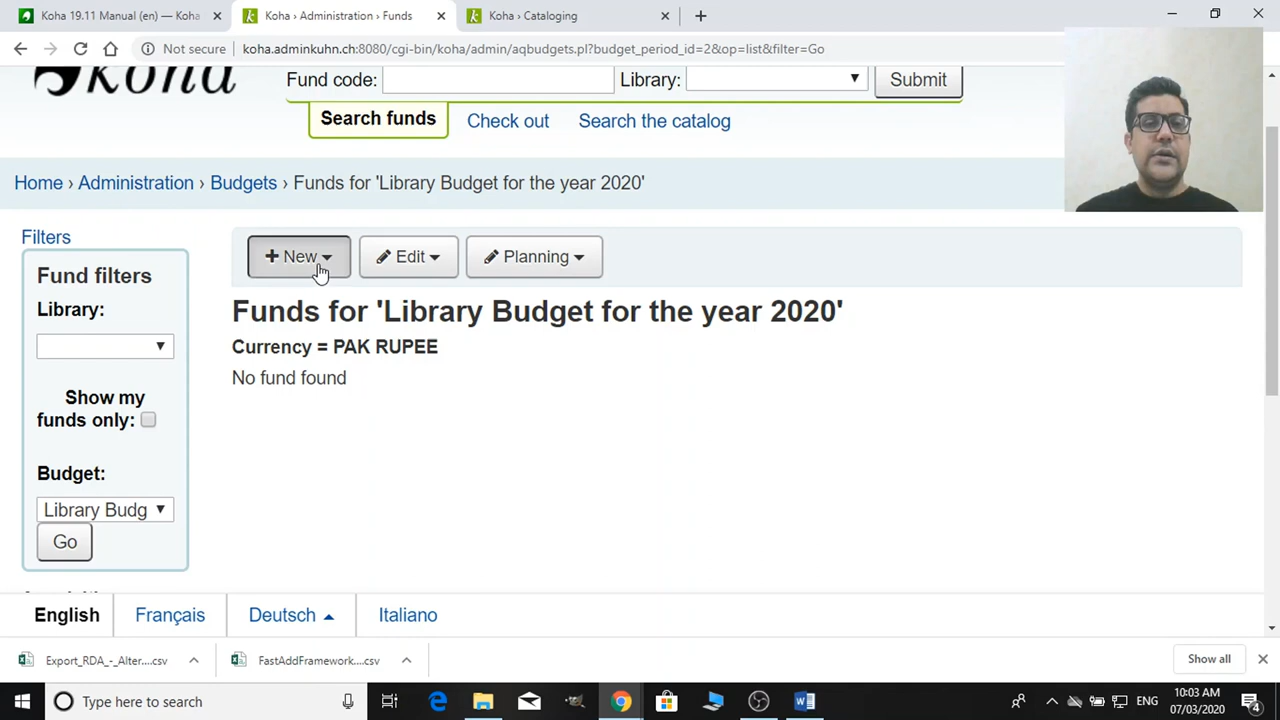 Koha 19.11 Manual (en) — Koha
Koha › Administration › Funds
Koha › Cataloging
Not secure
koha.adminkuhn.ch:8080/cgi-bin/koha/admin/aqbudgets.pl?budget_period_id=2&op=list&filter=Go
koha
Fund code:
Library:
Submit
Search funds
Check out
Search the catalog
Home › Administration › Budgets › Funds for 'Library Budget for the year 2020'
Filters
Fund filters
Library:
Show my
funds only:
Budget:
Library Budg
Go
+ New
Edit
Planning
Funds for 'Library Budget for the year 2020'
Currency = PAK RUPEE
No fund found
English
Français
Deutsch
Italiano
Export_RDA_-_Alter....csv
FastAddFramework....csv
Show all
Type here to search
ENG
10:03 AM
07/03/2020
4